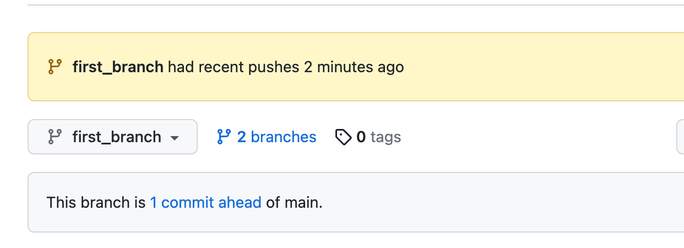 first_branch had recent pushes 2 minutes ago
first_branch 2 branches 0 tags
This branch is 1 commit ahead of main.